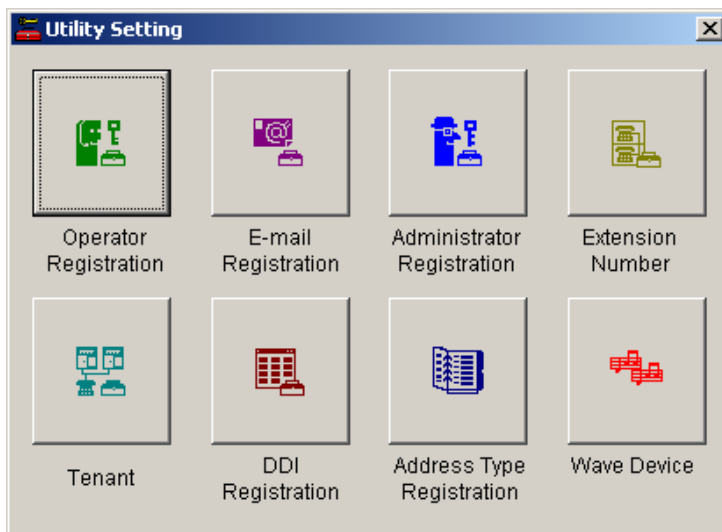 Utility Setting
Operator
Registration
E-mail
Registration
Administrator
Registration
Extension
Number
Tenant
DDI
Registration
Address Type
Registration
Wave Device